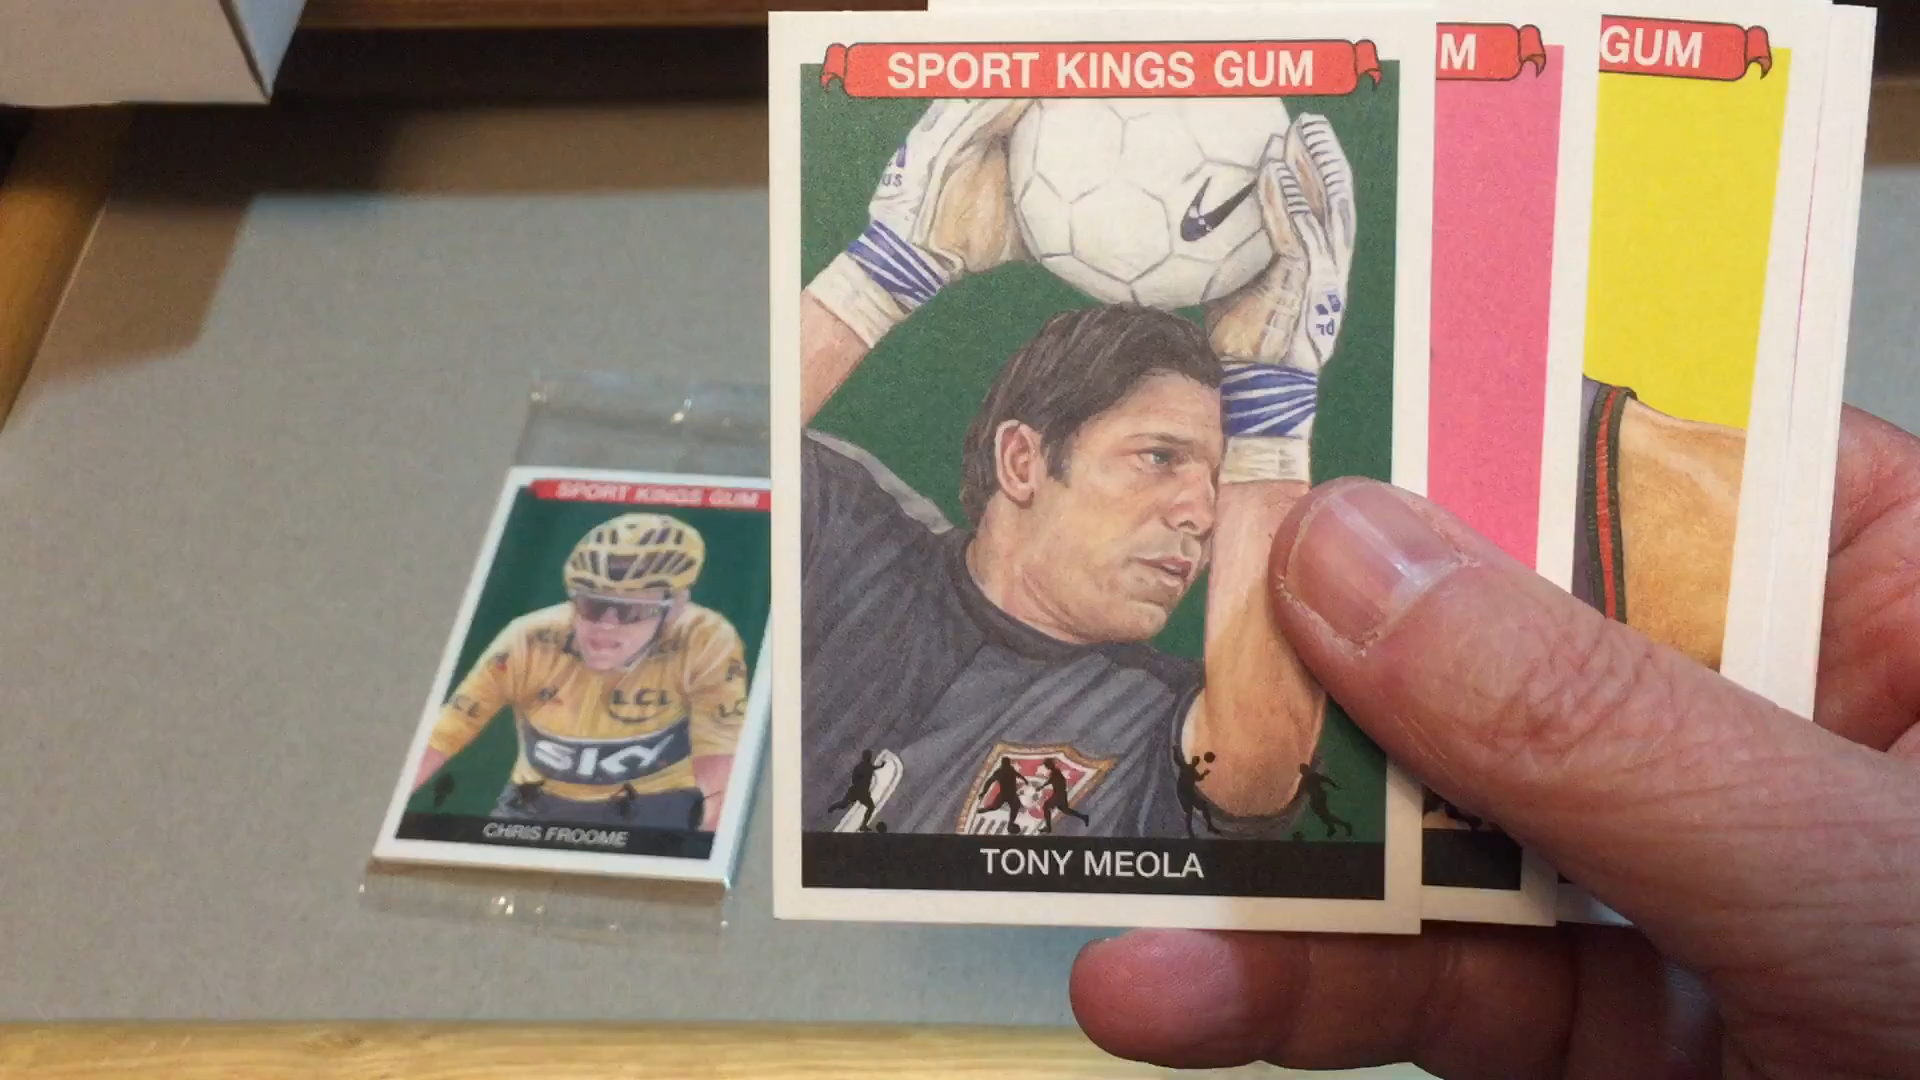 SPORT KINGS GUM
M
GUM
TONY MEOLA
SPORT KINGS GUM
LCL
SKY
CHRIS FROOME